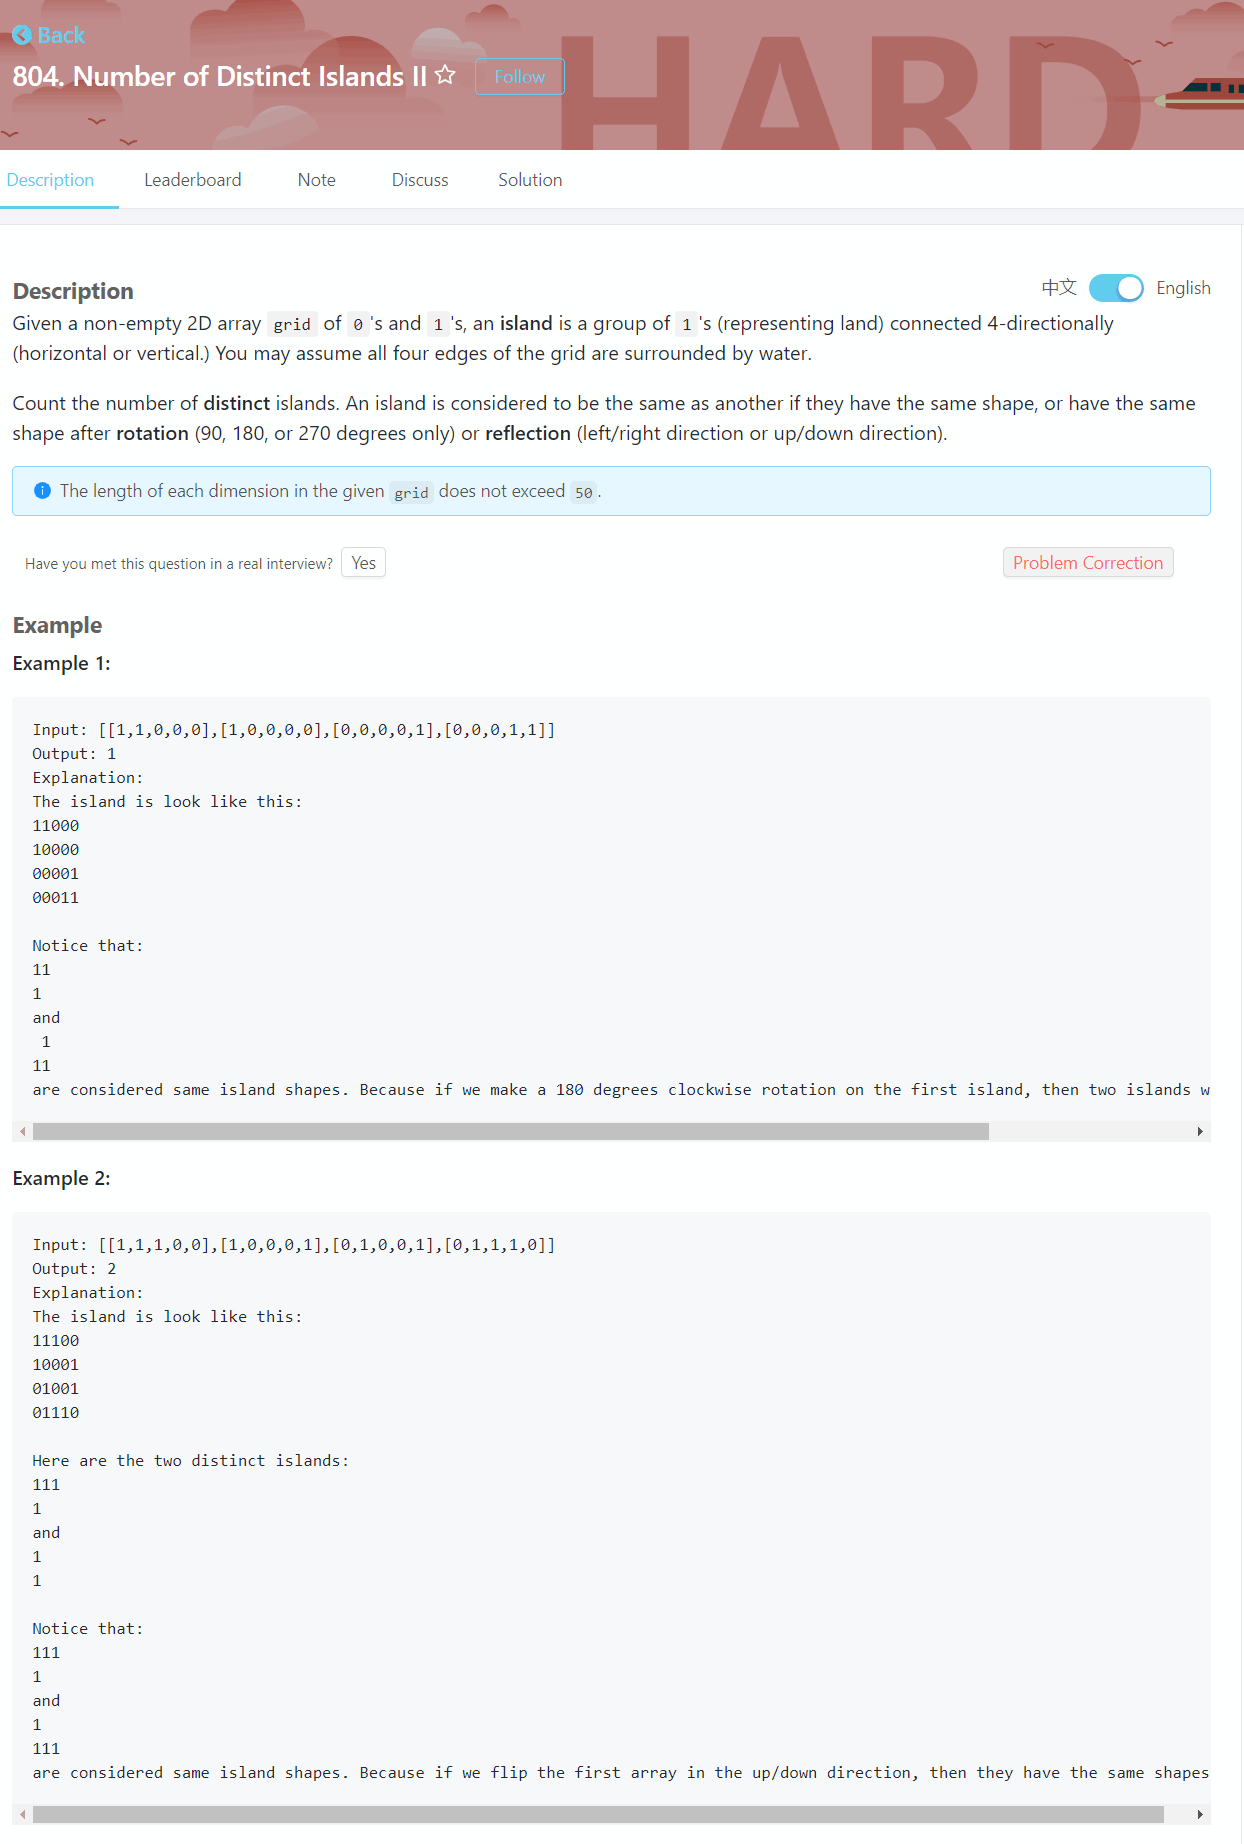 Back
804. Number of Distinct Islands II Follow
HARD
Description Leaderboard Note Discuss Solution
Description 中文 English
Given a non-empty 2D array grid of 0 's and 1 's, an island is a group of 1 's (representing land) connected 4-directionally
(horizontal or vertical.) You may assume all four edges of the grid are surrounded by water.
Count the number of distinct islands. An island is considered to be the same as another if they have the same shape, or have the same
shape after rotation (90, 180, or 270 degrees only) or reflection (left/right direction or up/down direction).
The length of each dimension in the given grid does not exceed 50 .
Have you met this question in a real interview? Yes Problem Correction
Example
Example 1:
Input: [[1,1,0,0,0],[1,0,0,0,0],[0,0,0,0,1],[0,0,0,1,1]]
Output: 1
Explanation:
The island is look like this:
11000
10000
00001
00011
Notice that:
11
1
and
 1
11
are considered same island shapes. Because if we make a 180 degrees clockwise rotation on the first island, then two islands w
Example 2:
Input: [[1,1,1,0,0],[1,0,0,0,1],[0,1,0,0,1],[0,1,1,1,0]]
Output: 2
Explanation:
The island is look like this:
11100
10001
01001
01110
Here are the two distinct islands:
111
1
and
1
1
Notice that:
111
1
and
1
111
are considered same island shapes. Because if we flip the first array in the up/down direction, then they have the same shapes